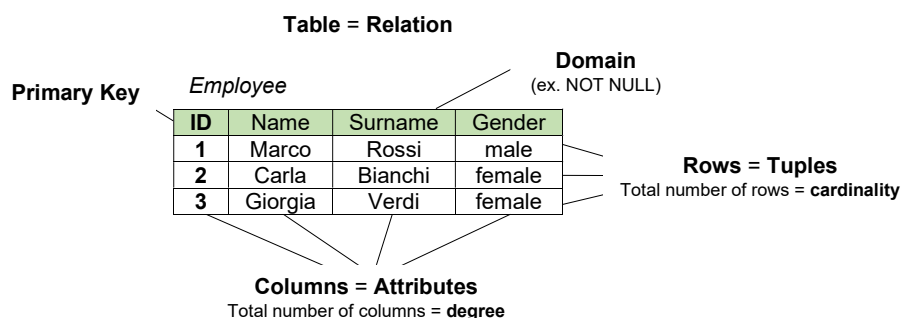 Table = Relation
Domain
(ex. NOT NULL)
Primary Key
Employee
ID Name Surname Gender
1 Marco Rossi male
2 Carla Bianchi female
3 Giorgia Verdi female
Rows = Tuples
Total number of rows = cardinality
Columns = Attributes
Total number of columns = degree